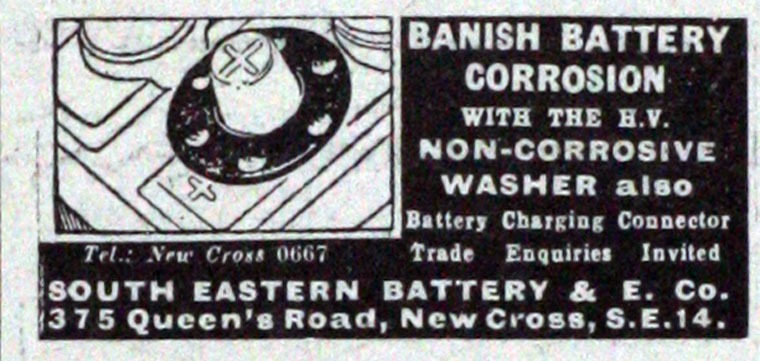 BANISH BATTERY
CORROSION
WITH THE H.V.
NON-CORROSIVE
WASHER also
Battery Charging Connector
Trade Enquiries Invited
Tel.: New Cross 0667
SOUTH EASTERN BATTERY & E. Co.
375 Queen's Road, New Cross, S.E.14.